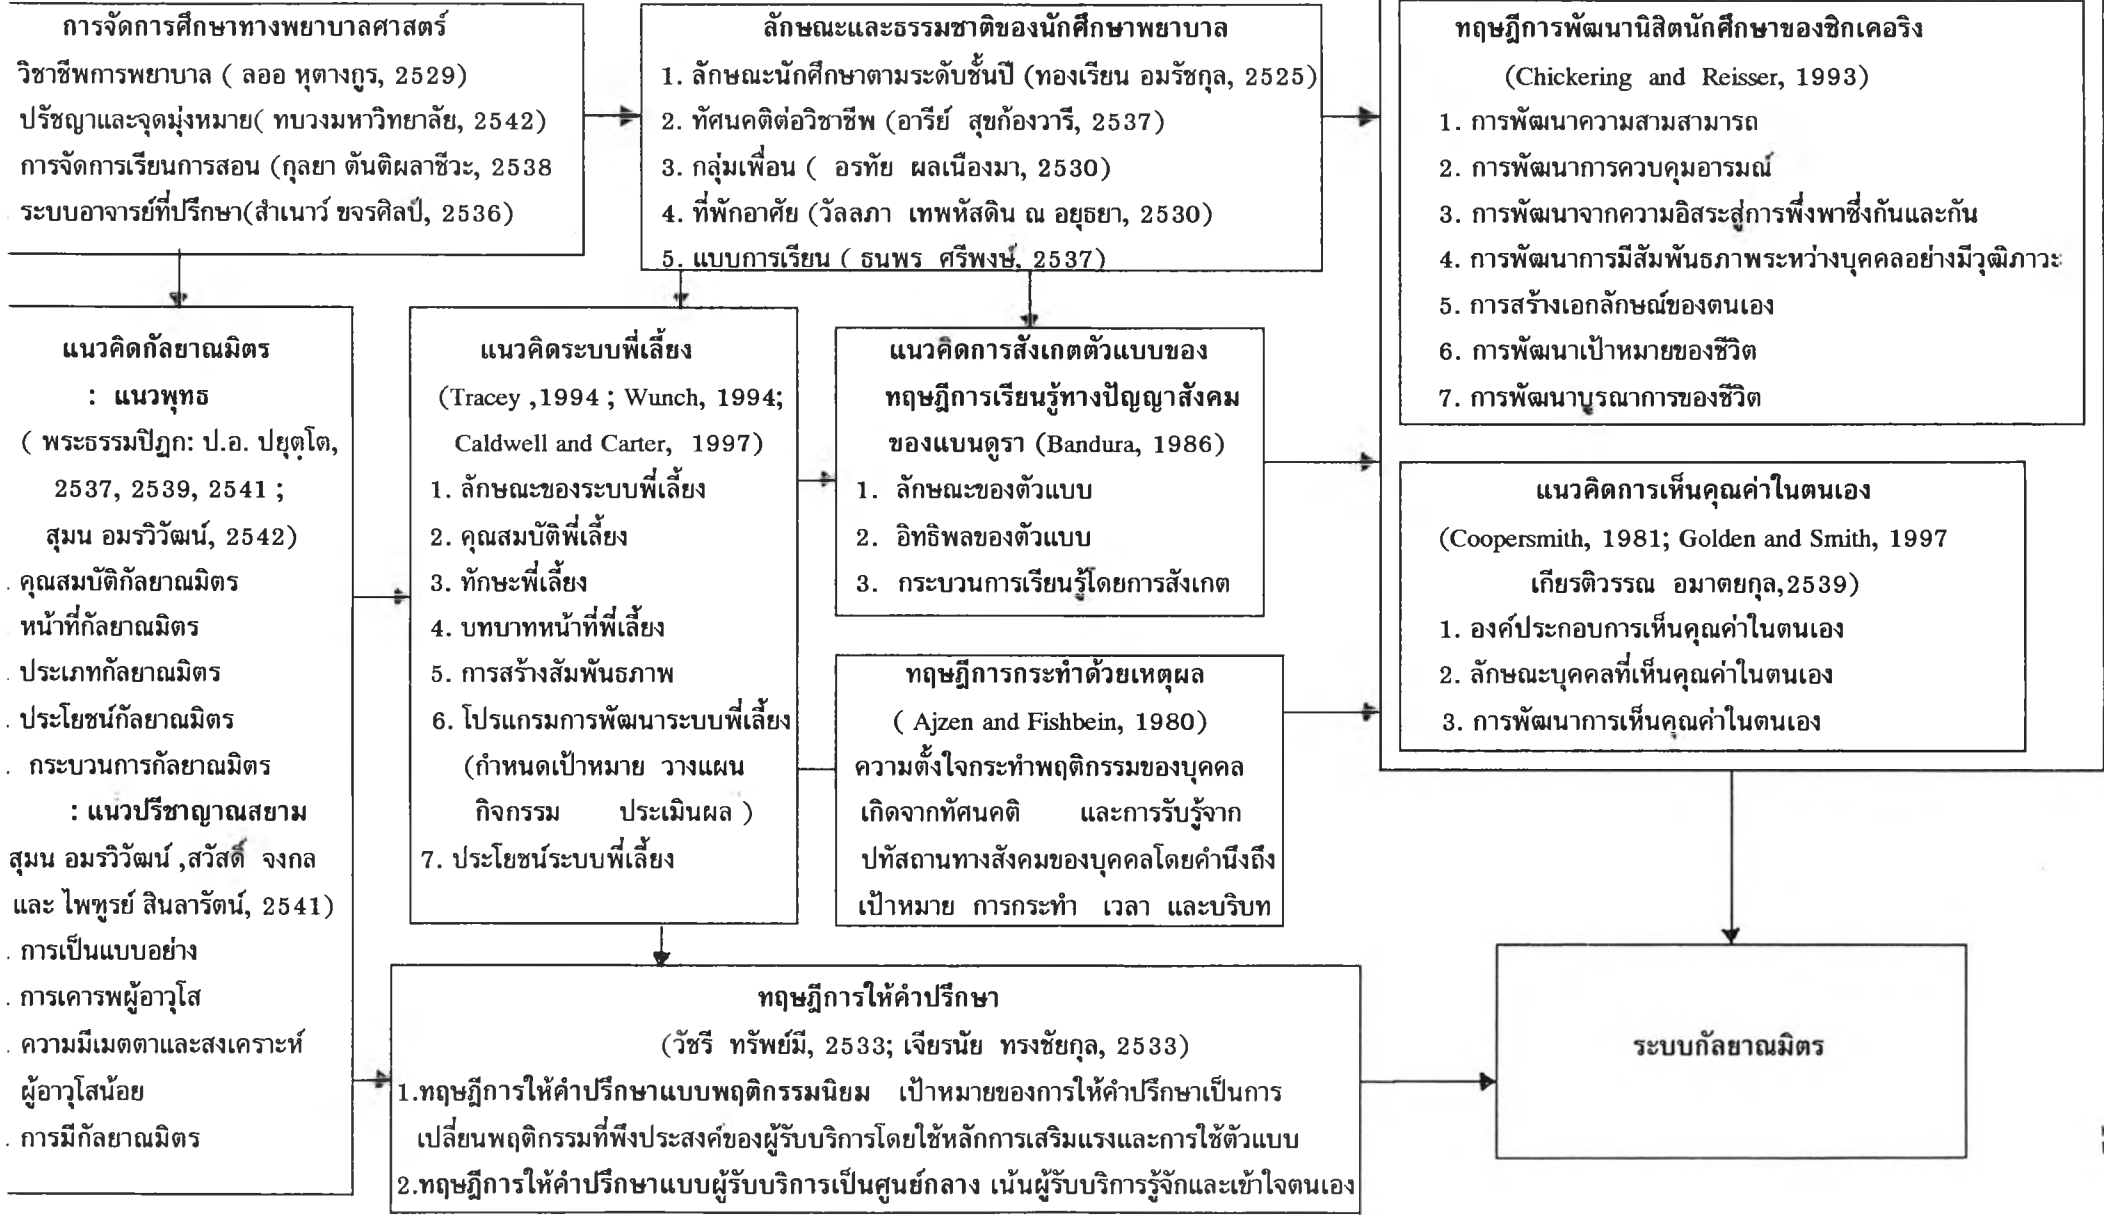 การจัดการศึกษาทางพยาบาลศาสตร์
วิชาชีพการพยาบาล ( ลออ หุตางกูร, 2529)
ปรัชญาและจุดมุ่งหมาย( ทบวงมหาวิทยาลัย, 2542)
การจัดการเรียนการสอน (กุลยา ตันติผลาชีวะ, 2538
ระบบอาจารย์ที่ปรึกษา(สำเนาว์ ขจรศิลป์, 2536)
ลักษณะและธรรมชาติของนักศึกษาพยาบาล
1. ลักษณะนักศึกษาตามระดับชั้นปี (ทองเรียน อมรัชกุล, 2525)
2. ทัศนคติต่อวิชาชีพ (อารีย์ สุขก้องวารี, 2537)
3. กลุ่มเพื่อน ( อรทัย ผลเนืองมา, 2530)
4. ที่พักอาศัย (วัลลภา เทพหัสดิน ณ อยุธยา, 2530)
5. แบบการเรียน ( ธนพร ศรีพงษ์, 2537)
ทฤษฎีการพัฒนานิสิตนักศึกษาของชิกเคอริง
(Chickering and Reisser, 1993)
1. การพัฒนาความสามสามารถ
2. การพัฒนาการควบคุมอารมณ์
3. การพัฒนาจากความอิสระสู่การพึ่งพาซึ่งกันและกัน
4. การพัฒนาการมีสัมพันธภาพระหว่างบุคคลอย่างมีวุฒิภาวะ
5. การสร้างเอกลักษณ์ของตนเอง
6. การพัฒนาเป้าหมายของชีวิต
7. การพัฒนาบูรณาการของชีวิต
แนวคิดกัลยาณมิตร
: แนวพุทธ
( พระธรรมปิฎก: ป.อ. ปยุตฺโต,
2537, 2539, 2541 ;
สุมน อมรวิวัฒน์, 2542)
. คุณสมบัติกัลยาณมิตร
หน้าที่กัลยาณมิตร
. ประเภทกัลยาณมิตร
. ประโยชน์กัลยาณมิตร
. กระบวนการกัลยาณมิตร
: แนวปรีชาญาณสยาม
สุมน อมรวิวัฒน์ ,สวัสดิ์ จงกล
และ ไพฑูรย์ สินลารัตน์, 2541)
. การเป็นแบบอย่าง
. การเคารพผู้อาวุโส
. ความมีเมตตาและสงเคราะห์
ผู้อาวุโสน้อย
. การมีกัลยาณมิตร
แนวคิดระบบพี่เลี้ยง
(Tracey ,1994 ; Wunch, 1994;
Caldwell and Carter, 1997)
1. ลักษณะของระบบพี่เลี้ยง
2. คุณสมบัติพี่เลี้ยง
3. ทักษะพี่เลี้ยง
4. บทบาทหน้าที่พี่เลี้ยง
5. การสร้างสัมพันธภาพ
6. โปรแกรมการพัฒนาระบบพี่เลี้ยง
(กำหนดเป้าหมาย วางแผน
กิจกรรม ประเมินผล )
7. ประโยชน์ระบบพี่เลี้ยง
แนวคิดการสังเกตตัวแบบของ
ทฤษฎีการเรียนรู้ทางปัญญาสังคม
ของแบนดูรา (Bandura, 1986)
1. ลักษณะของตัวแบบ
2. อิทธิพลของตัวแบบ
3. กระบวนการเรียนรู้โดยการสังเกต
แนวคิดการเห็นคุณค่าในตนเอง
(Coopersmith, 1981; Golden and Smith, 1997
เกียรติวรรณ อมาตยกุล,2539)
1. องค์ประกอบการเห็นคุณค่าในตนเอง
2. ลักษณะบุคคลที่เห็นคุณค่าในตนเอง
3. การพัฒนาการเห็นคุณค่าในตนเอง
ทฤษฎีการกระทำด้วยเหตุผล
( Ajzen and Fishbein, 1980)
ความตั้งใจกระทำพฤติกรรมของบุคคล
เกิดจากทัศนคติ และการรับรู้จาก
ปทัสถานทางสังคมของบุคคลโดยคำนึงถึง
เป้าหมาย การกระทำ เวลา และบริบท
ทฤษฎีการให้คำปรึกษา
(วัชรี ทรัพย์มี, 2533; เจียรนัย ทรงชัยกุล, 2533)
1.ทฤษฎีการให้คำปรึกษาแบบพฤติกรรมนิยม เป้าหมายของการให้คำปรึกษาเป็นการ
เปลี่ยนพฤติกรรมที่พึงประสงค์ของผู้รับบริการโดยใช้หลักการเสริมแรงและการใช้ตัวแบบ
2.ทฤษฎีการให้คำปรึกษาแบบผู้รับบริการเป็นศูนย์กลาง เน้นผู้รับบริการรู้จักและเข้าใจตนเอง
ระบบกัลยาณมิตร